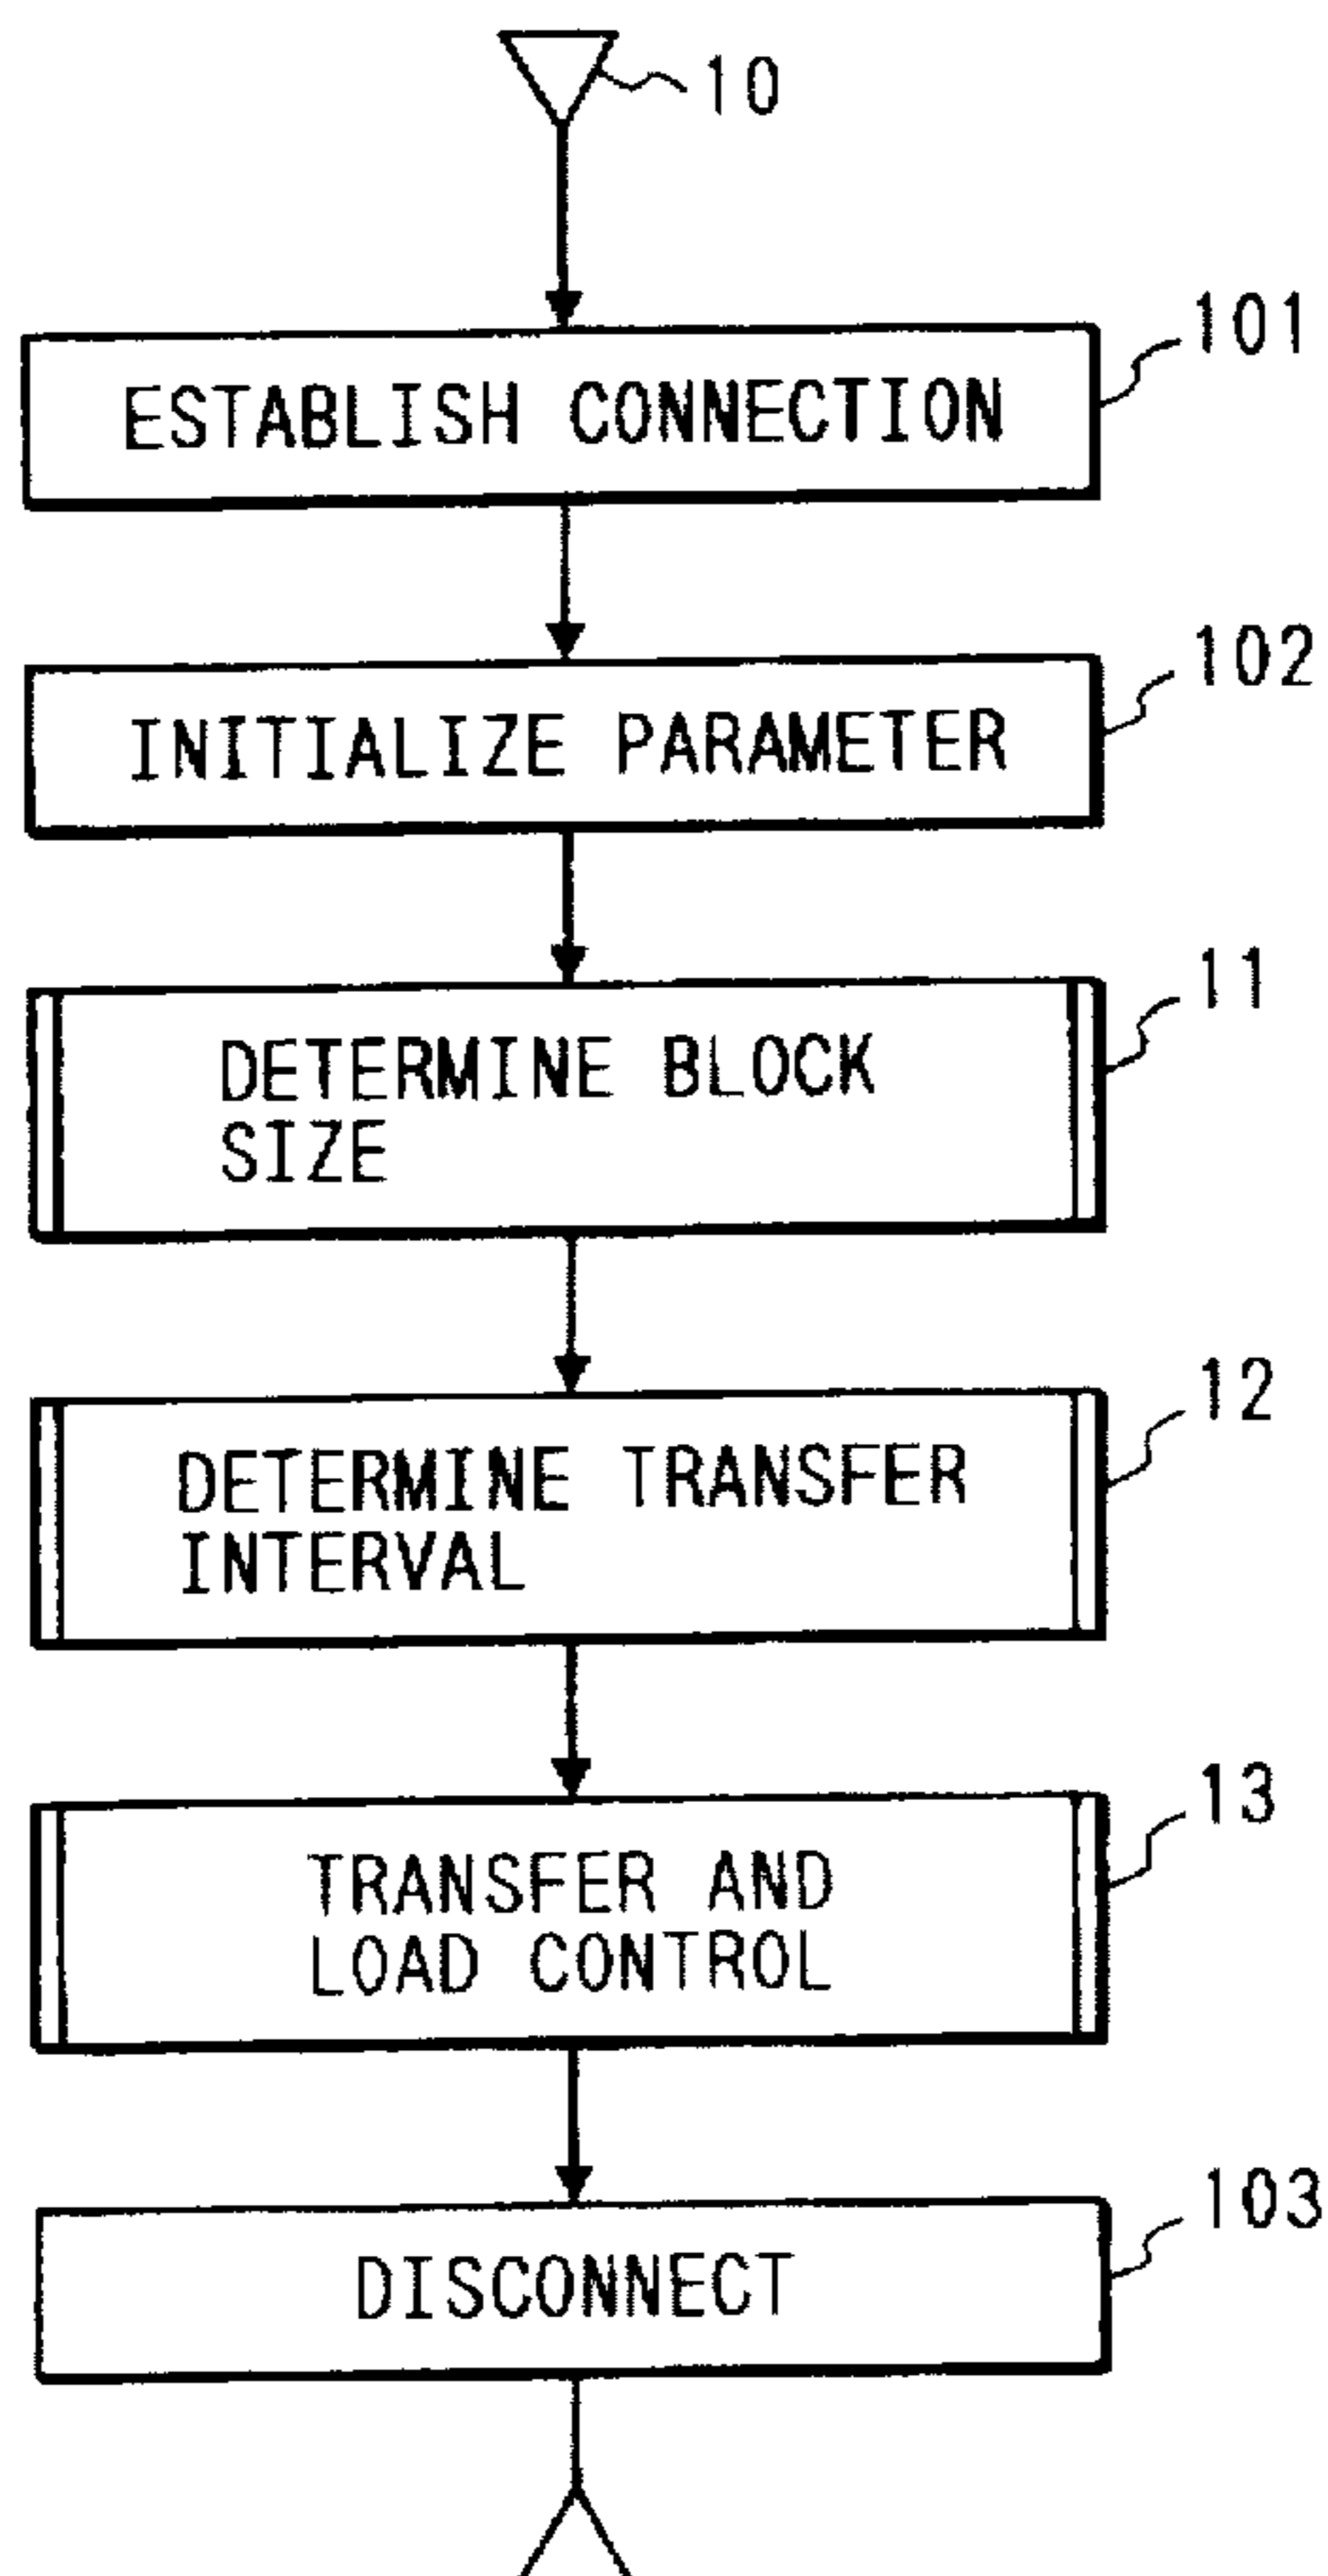 10
101
ESTABLISH CONNECTION
102
INITIALIZE PARAMETER
11
DETERMINE BLOCK
SIZE
12
DETERMINE TRANSFER
INTERVAL
13
TRANSFER AND
LOAD CONTROL
103
DISCONNECT